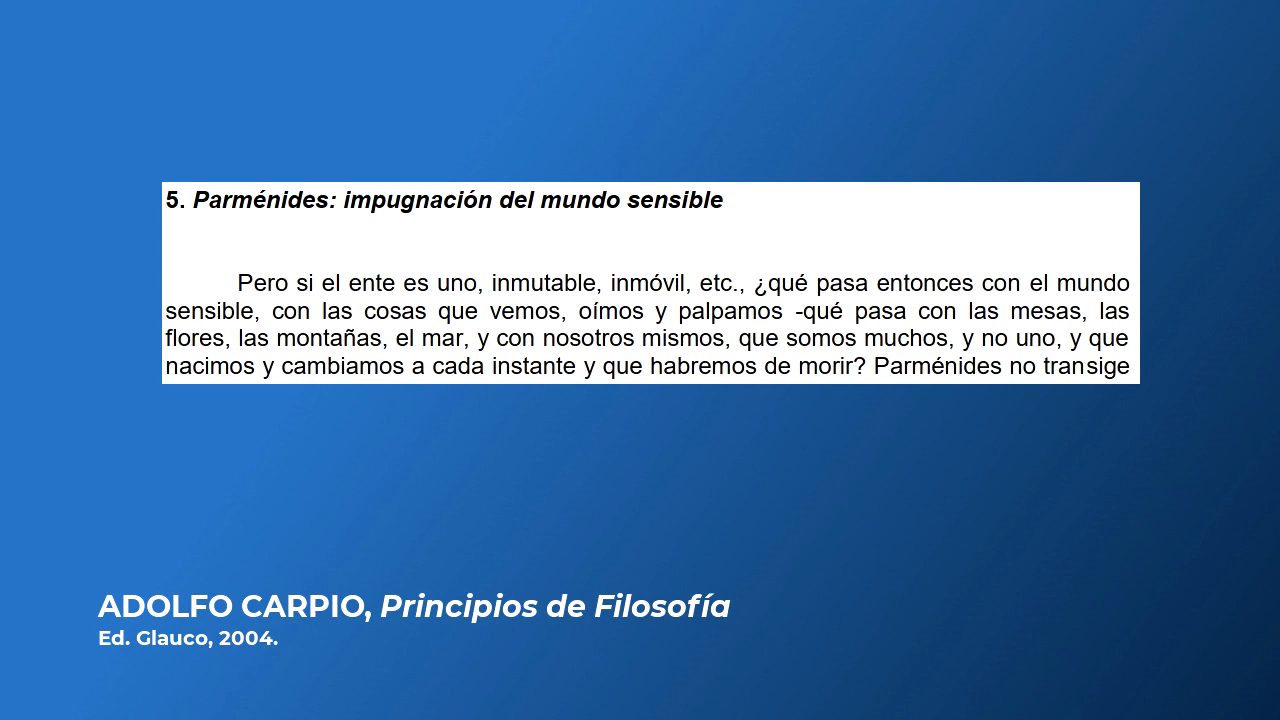 5. Parménides: impugnación del mundo sensible
Pero si el ente es uno, inmutable, inmóvil, etc., ¿qué pasa entonces con el mundo
sensible, con las cosas que vemos, oímos y palpamos -qué pasa con las mesas, las
flores, las montañas, el mar, y con nosotros mismos, que somos muchos, y no uno, y que
nacimos y cambiamos a cada instante y que habremos de morir? Parménides no transige
ADOLFO CARPIO, Principios de Filosofía
Ed. Glauco, 2004.